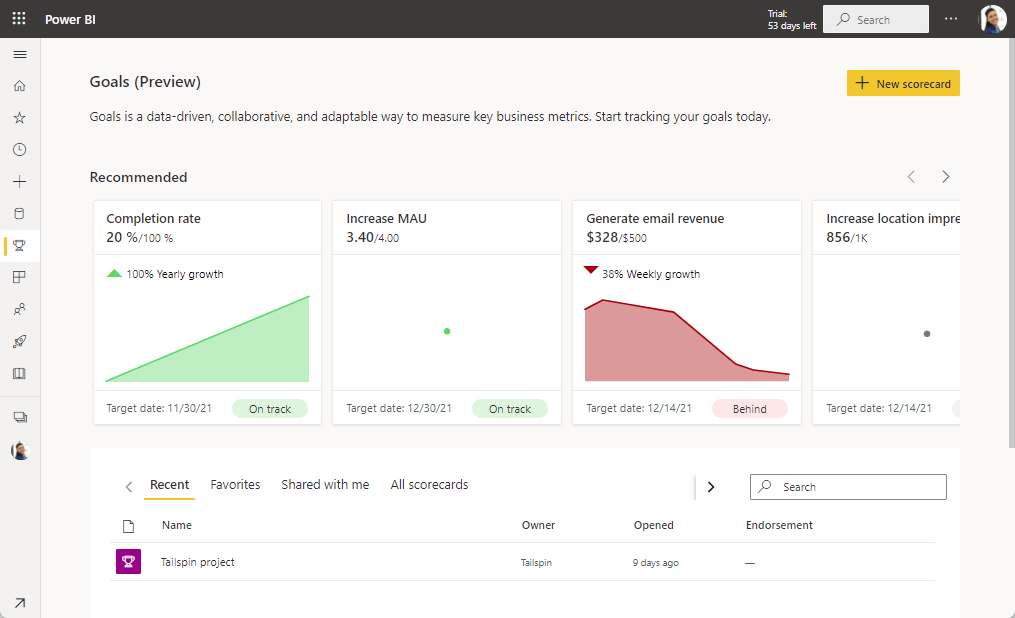 Power BI
Trial:
53 days left
Search
Goals (Preview)
New scorecard
Goals is a data-driven, collaborative, and adaptable way to measure key business metrics. Start tracking your goals today.
Recommended
Completion rate
20 %/100 %
100% Yearly growth
Target date: 11/30/21
On track
Increase MAU
3.40/4.00
Target date: 12/30/21
On track
Generate email revenue
$328/$500
38% Weekly growth
Target date: 12/14/21
Behind
Increase location impre
856/1K
Target date: 12/14/21
Recent Favorites Shared with me All scorecards
Search
Name Owner Opened Endorsement
Tailspin project Tailspin 9 days ago —